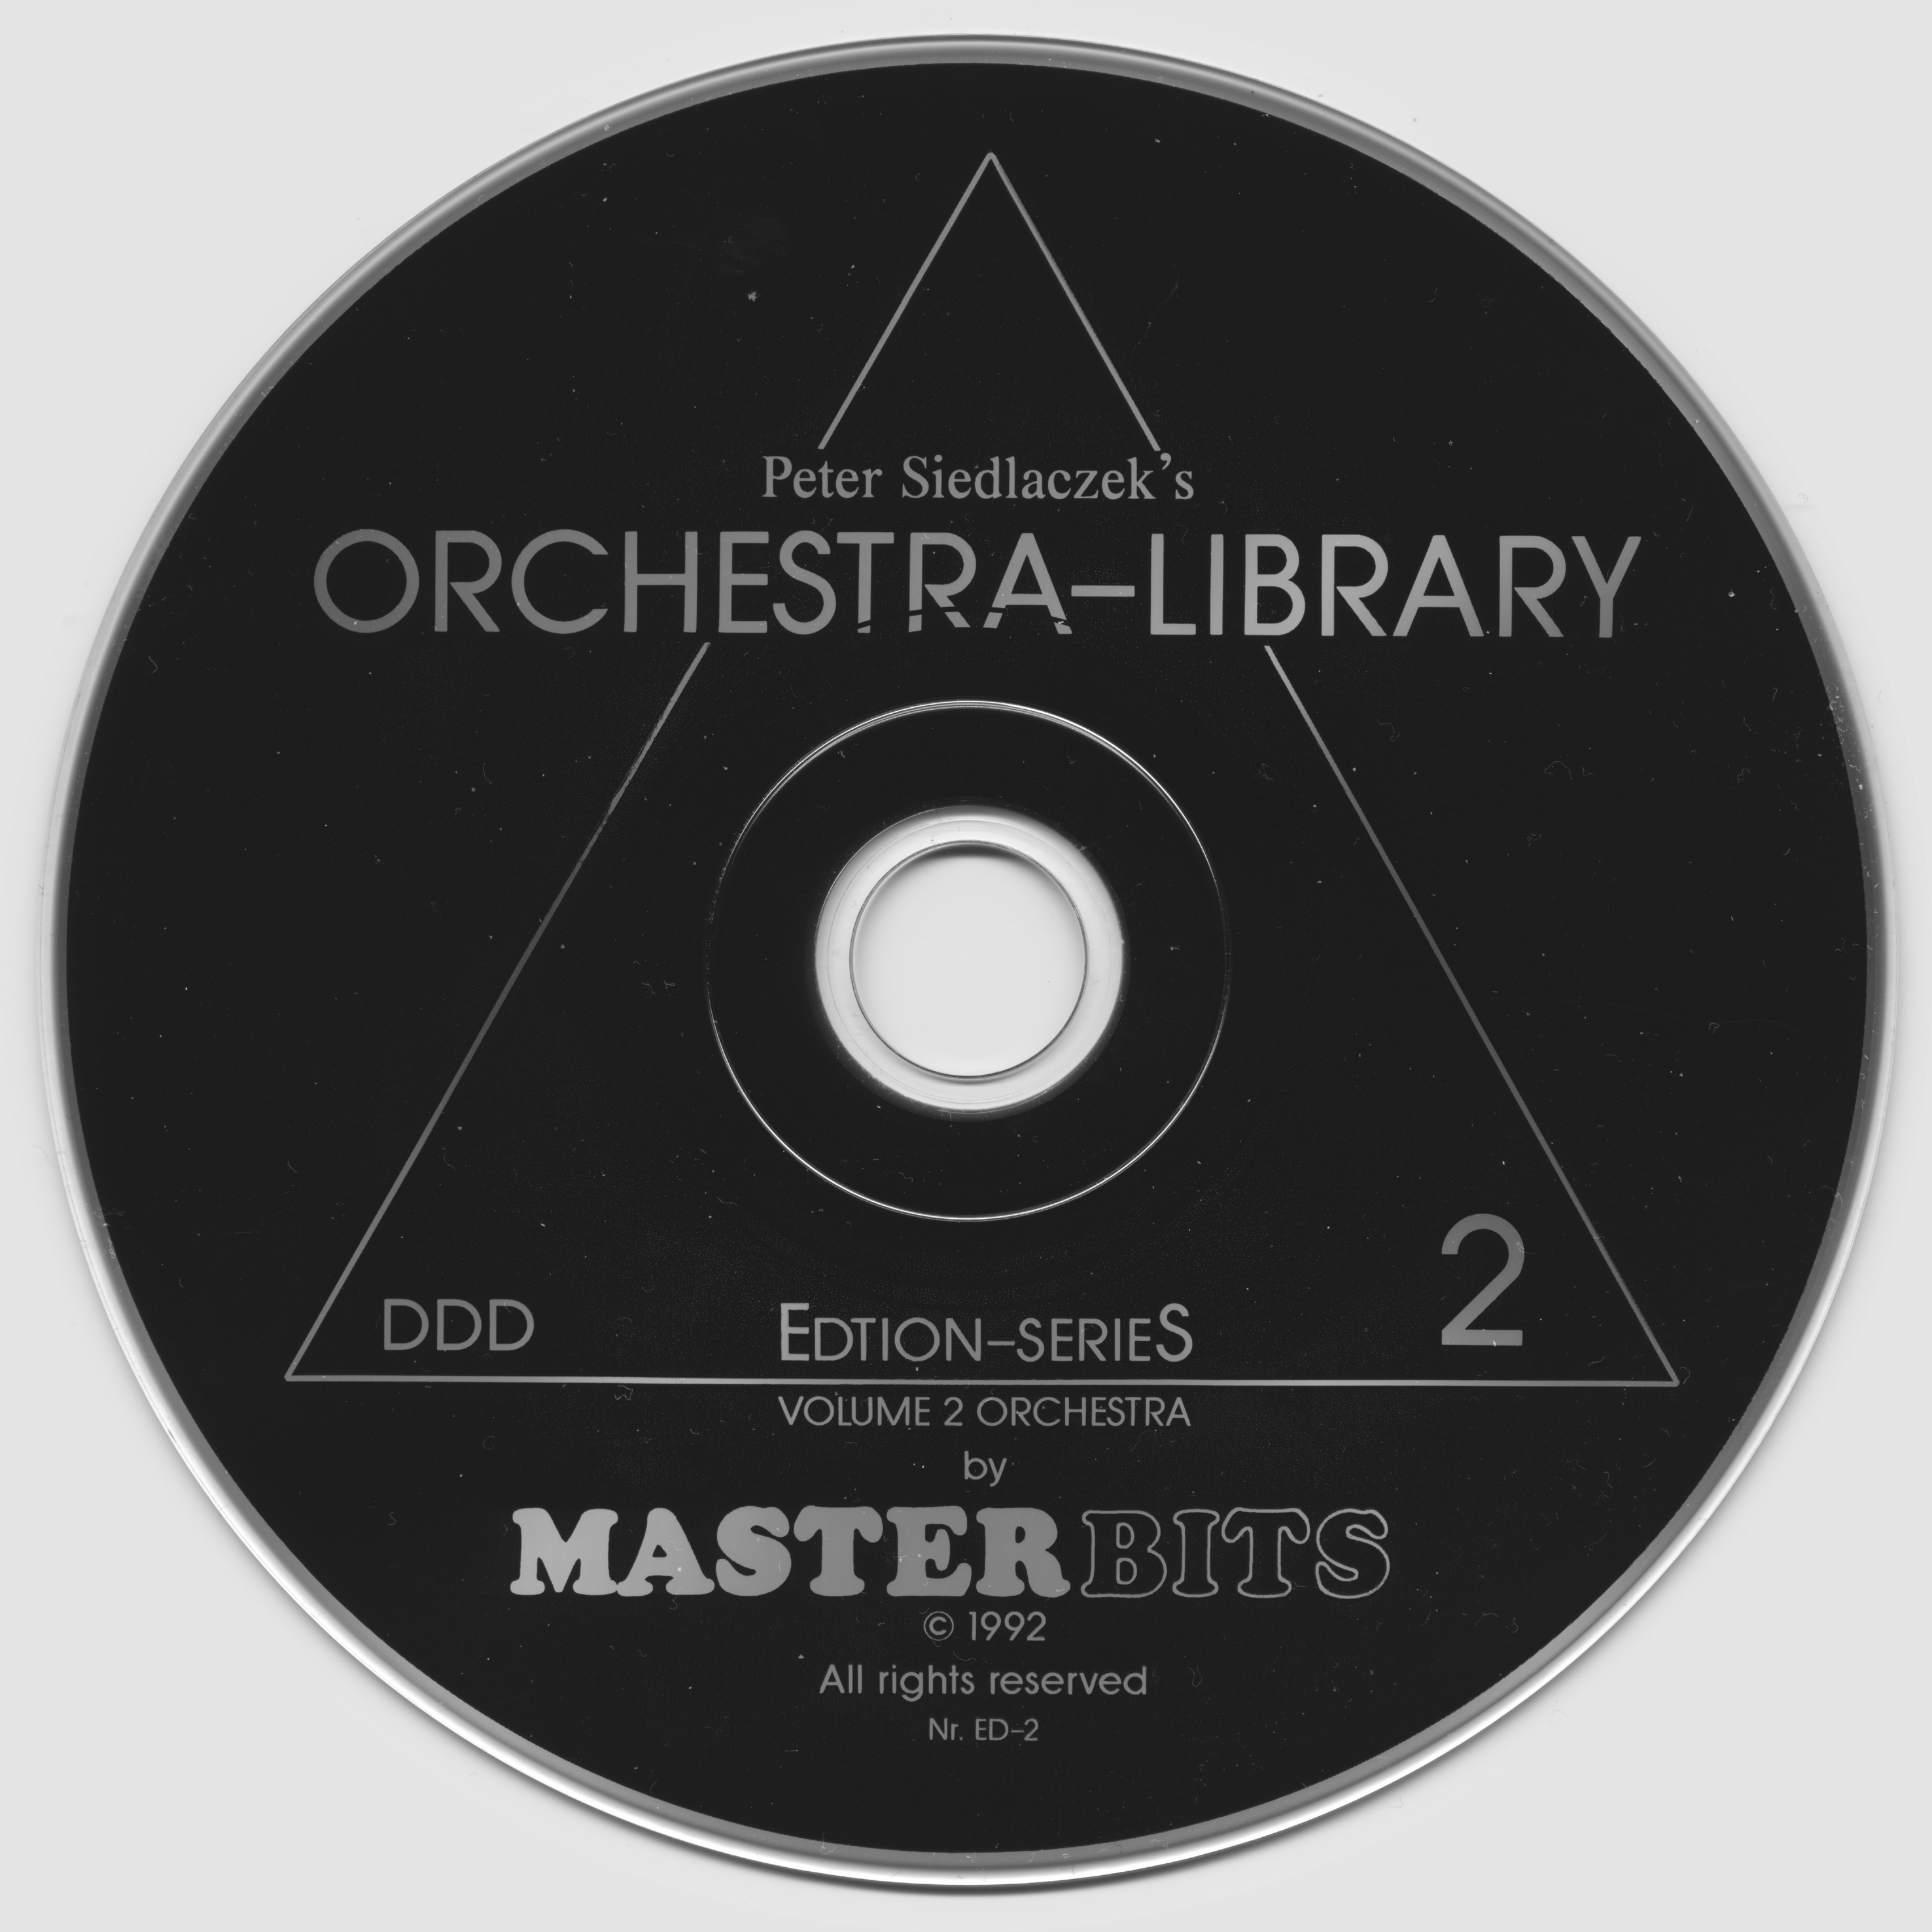 Peter Siedlaczek's
ORCHESTRA-LIBRARY
2
DDD
EDTION-SERIES
VOLUME 2 ORCHESTRA
by
MASTERBITS
© 1992
All rights reserved
Nr. ED-2